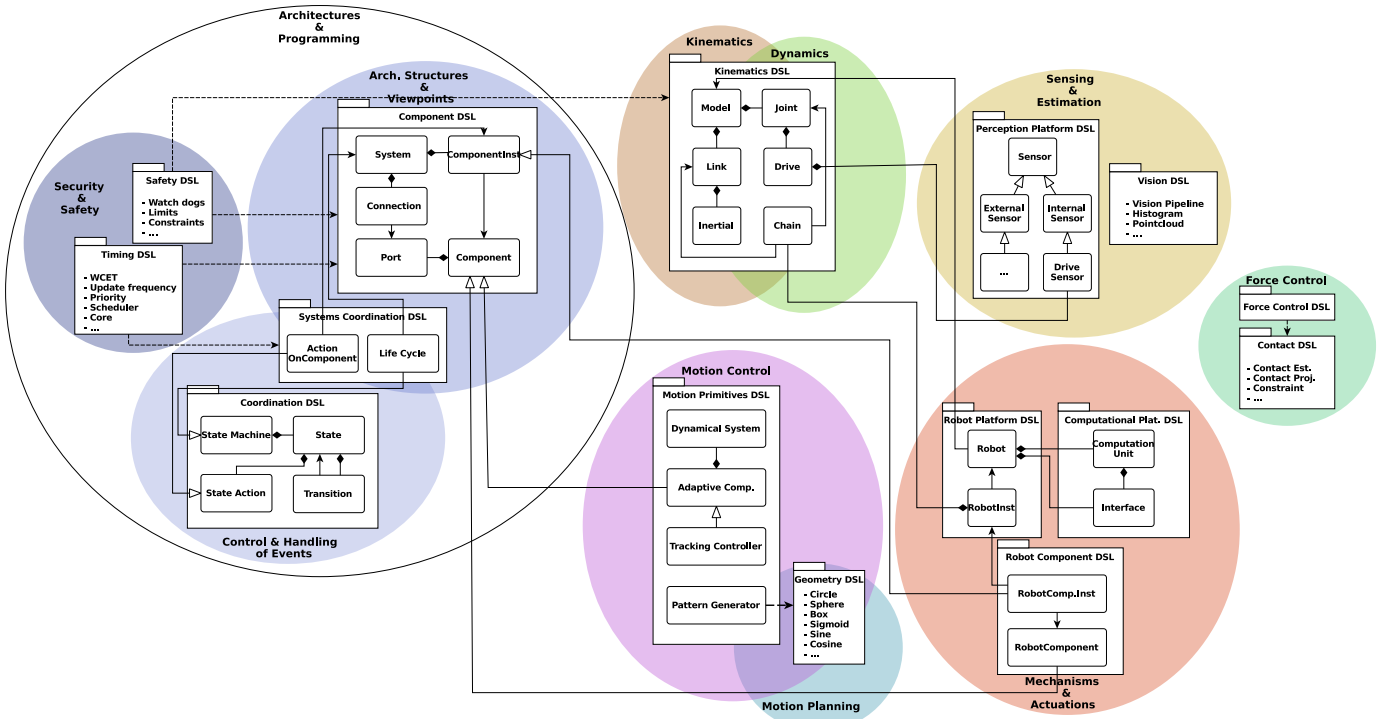 Architectures
&
Programming
Arch. Structures
&
Viewpoints
Component DSL
System
ComponentInst
Connection
Port
Component
Security
&
Safety
Safety DSL
- Watch dogs
- Limits
- Constraints
- ...
Timing DSL
- WCET
- Update frequency
- Priority
- Scheduler
- Core
- ...
Systems Coordination DSL
Action
OnComponent
Life Cycle
Coordination DSL
State Machine
State
State Action
Transition
Control & Handling
of Events
Kinematics
Dynamics
Kinematics DSL
Model
Joint
Link
Drive
Inertial
Chain
Sensing
&
Estimation
Perception Platform DSL
Sensor
External
Sensor
Internal
Sensor
...
Drive
Sensor
Vision DSL
- Vision Pipeline
- Histogram
- Pointcloud
- ...
Force Control
Force Control DSL
Contact DSL
- Contact Est.
- Contact Proj.
- Constraint
- ...
Motion Control
Motion Primitives DSL
Dynamical System
Adaptive Comp.
Tracking Controller
Pattern Generator
Geometry DSL
- Circle
- Sphere
- Box
- Sigmoid
- Sine
- Cosine
- ...
Motion Planning
Robot Platform DSL
Robot
RobotInst
Computational Plat. DSL
Computation
Unit
Interface
Robot Component DSL
RobotComp.Inst
RobotComponent
Mechanisms
&
Actuations